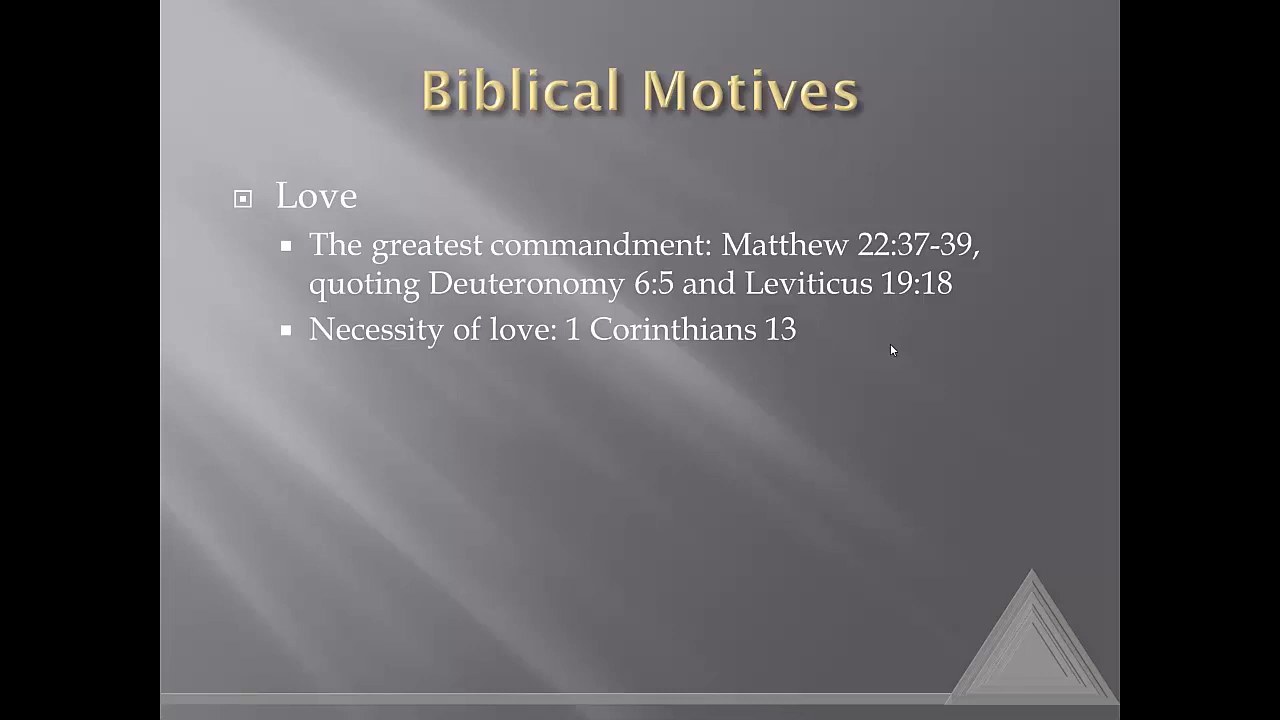 Biblical Motives
Love
The greatest commandment: Matthew 22:37-39,
quoting Deuteronomy 6:5 and Leviticus 19:18
Necessity of love: 1 Corinthians 13